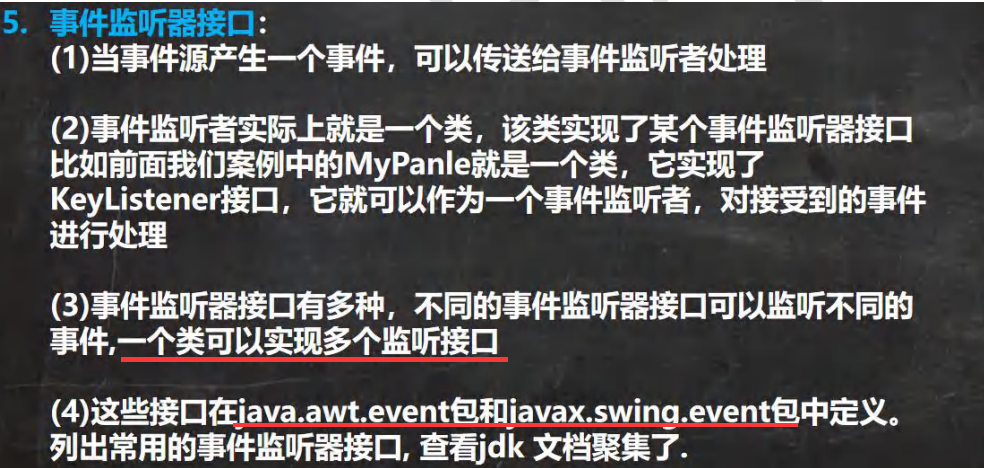 5. 事件监听器接口：
(1)当事件源产生一个事件，可以传送给事件监听者处理
(2)事件监听者实际上就是一个类，该类实现了某个事件监听器接口
比如前面我们案例中的MyPanle就是一个类，它实现了
KeyListener接口，它就可以作为一个事件监听者，对接受到的事件
进行处理
(3)事件监听器接口有多种，不同的事件监听器接口可以监听不同的
事件,一个类可以实现多个监听接口
(4)这些接口在java.awt.event包和javax.swing.event包中定义。
列出常用的事件监听器接口, 查看jdk 文档聚集了.